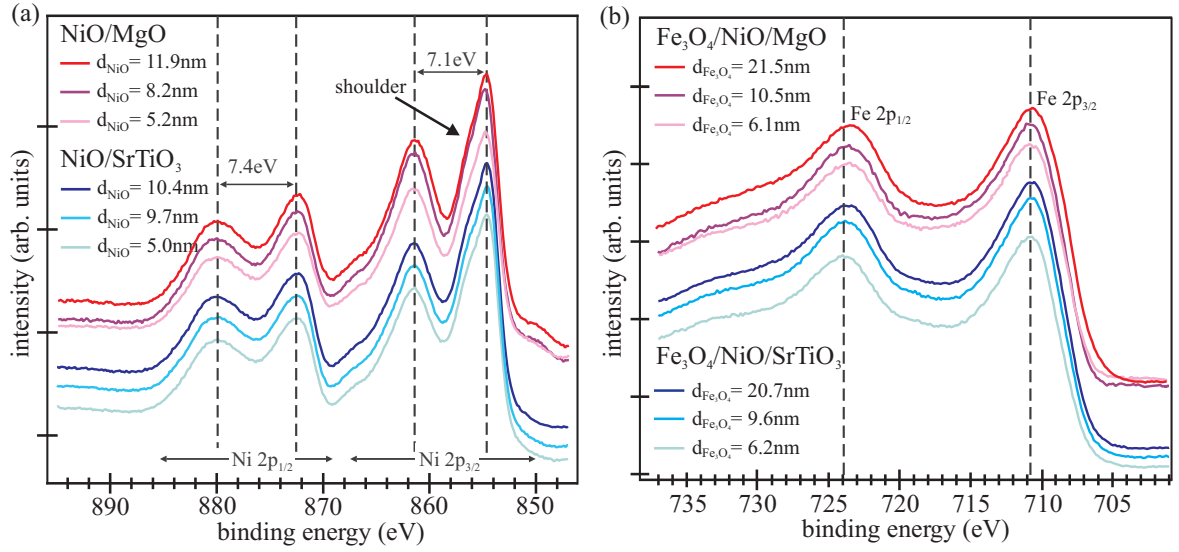 (a)
NiO/MgO
d_NiO= 11.9nm
d_NiO= 8.2nm
d_NiO= 5.2nm
NiO/SrTiO₃
d_NiO= 10.4nm
d_NiO= 9.7nm
d_NiO= 5.0nm
7.4eV
shoulder
7.1eV
Ni 2p₁/₂
Ni 2p₃/₂
intensity (arb. units)
890 880 870 860 850
binding energy (eV)
(b)
Fe₃O₄/NiO/MgO
d_Fe₃O₄= 21.5nm
d_Fe₃O₄= 10.5nm
d_Fe₃O₄= 6.1nm
Fe 2p₁/₂
Fe 2p₃/₂
Fe₃O₄/NiO/SrTiO₃
d_Fe₃O₄= 20.7nm
d_Fe₃O₄= 9.6nm
d_Fe₃O₄= 6.2nm
intensity (arb. units)
735 730 725 720 715 710 705
binding energy (eV)